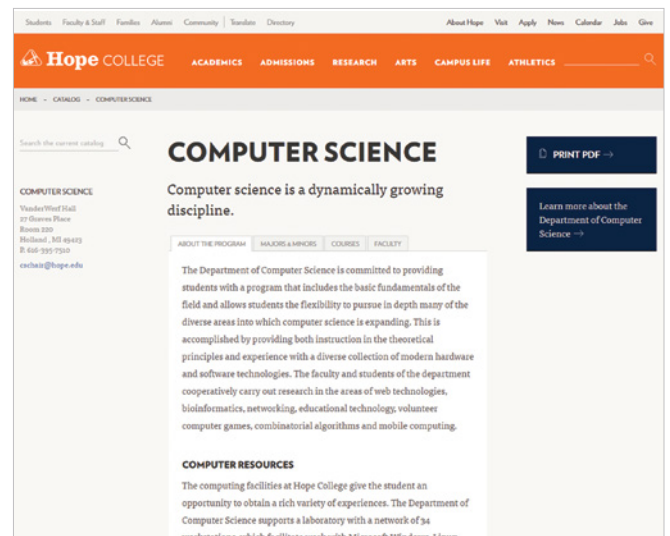 Students Faculty & Staff Families Alumni Community Translate Directory
About Hope Visit Apply News Calendar Jobs Give
Hope COLLEGE
ACADEMICS ADMISSIONS RESEARCH ARTS CAMPUS LIFE ATHLETICS
HOME CATALOG COMPUTER SCIENCE
Search the current catalog
COMPUTER SCIENCE
VanderWerf Hall
27 Graves Place
Room 220
Holland , MI 49423
P. 616-395-7510
cschair@hope.edu
COMPUTER SCIENCE
Computer science is a dynamically growing
discipline.
ABOUT THE PROGRAM MAJORS & MINORS COURSES FACULTY
The Department of Computer Science is committed to providing
students with a program that includes the basic fundamentals of the
field and allows students the flexibility to pursue in depth many of the
diverse areas into which computer science is expanding. This is
accomplished by providing both instruction in the theoretical
principles and experience with a diverse collection of modern hardware
and software technologies. The faculty and students of the department
cooperatively carry out research in the areas of web technologies,
bioinformatics, networking, educational technology, volunteer
computer games, combinatorial algorithms and mobile computing.
COMPUTER RESOURCES
The computing facilities at Hope College give the student an
opportunity to obtain a rich variety of experiences. The Department of
Computer Science supports a laboratory with a network of 34
PRINT PDF →
Learn more about the
Department of Computer
Science →